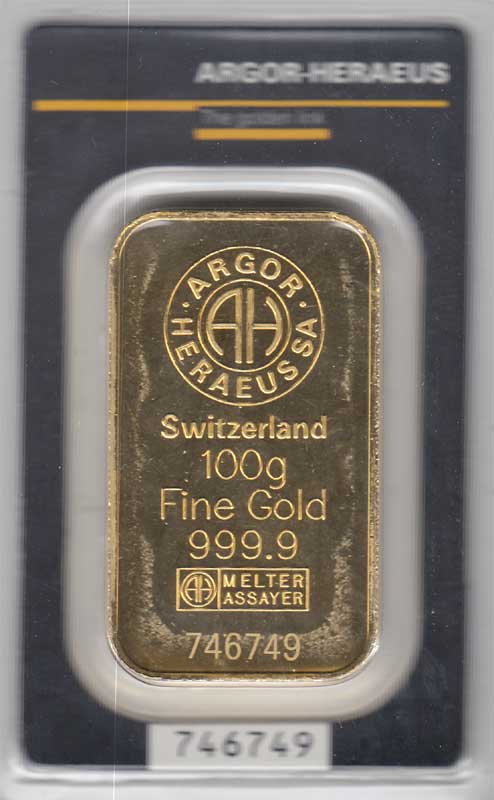 ARGOR-HERAEUS
The golden link
· ARGOR ·
HERAEUS SA
AH
Switzerland
100g
Fine Gold
999.9
AH MELTER
ASSAYER
746749
746749